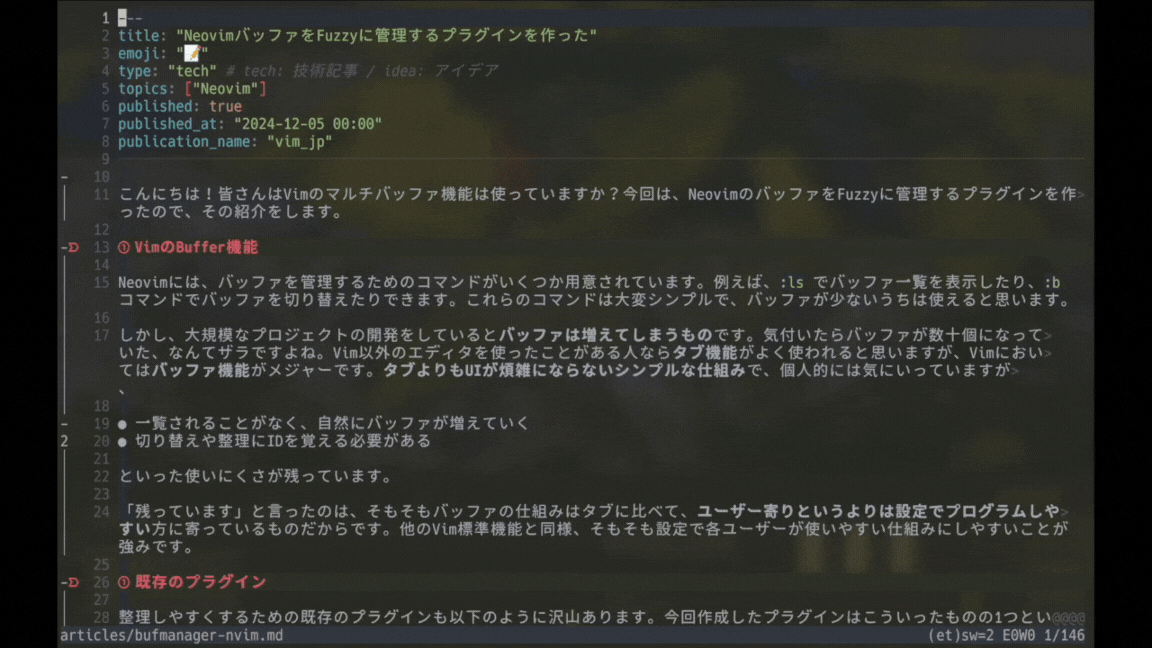 1 ---
2 title: "NeovimバッファをFuzzyに管理するプラグインを作った"
3 emoji: "📝"
4 type: "tech" # tech: 技術記事 / idea: アイデア
5 topics: ["Neovim"]
6 published: true
7 published_at: "2024-12-05 00:00"
8 publication_name: "vim_jp"
9
10
11 こんにちは！皆さんはVimのマルチバッファ機能は使っていますか？今回は、NeovimのバッファをFuzzyに管理するプラグインを作>
ったので、その紹介をします。
12
-D 13 ① VimのBuffer機能
14
15 Neovimには、バッファを管理するためのコマンドがいくつか用意されています。例えば、:ls でバッファ一覧を表示したり、:b
コマンドでバッファを切り替えたりできます。これらのコマンドは大変シンプルで、バッファが少ないうちは使えると思います。
16
17 しかし、大規模なプロジェクトの開発をしているとバッファは増えてしまうものです。気付いたらバッファが数十個になって>
いた、なんてザラですよね。Vim以外のエディタを使ったことがある人ならタブ機能がよく使われると思いますが、Vimにおい>
てはバッファ機能がメジャーです。タブよりもUIが煩雑にならないシンプルな仕組みで、個人的には気にいっていますが>
、
18
- 19 ● 一覧されることがなく、自然にバッファが増えていく
2 20 ● 切り替えや整理にIDを覚える必要がある
21
22 といった使いにくさが残っています。
23
24 「残っています」と言ったのは、そもそもバッファの仕組みはタブに比べて、ユーザー寄りというよりは設定でプログラムしや>
すい方に寄っているものだからです。他のVim標準機能と同様、そもそも設定で各ユーザーが使いやすい仕組みにしやすいことが
強みです。
25
-D 26 ① 既存のプラグイン
27
28 整理しやすくするための既存のプラグインも以下のように沢山あります。今回作成したプラグインはこういったものの1つとい@@@@
articles/bufmanager-nvim.md (et)sw=2 E0W0 1/146